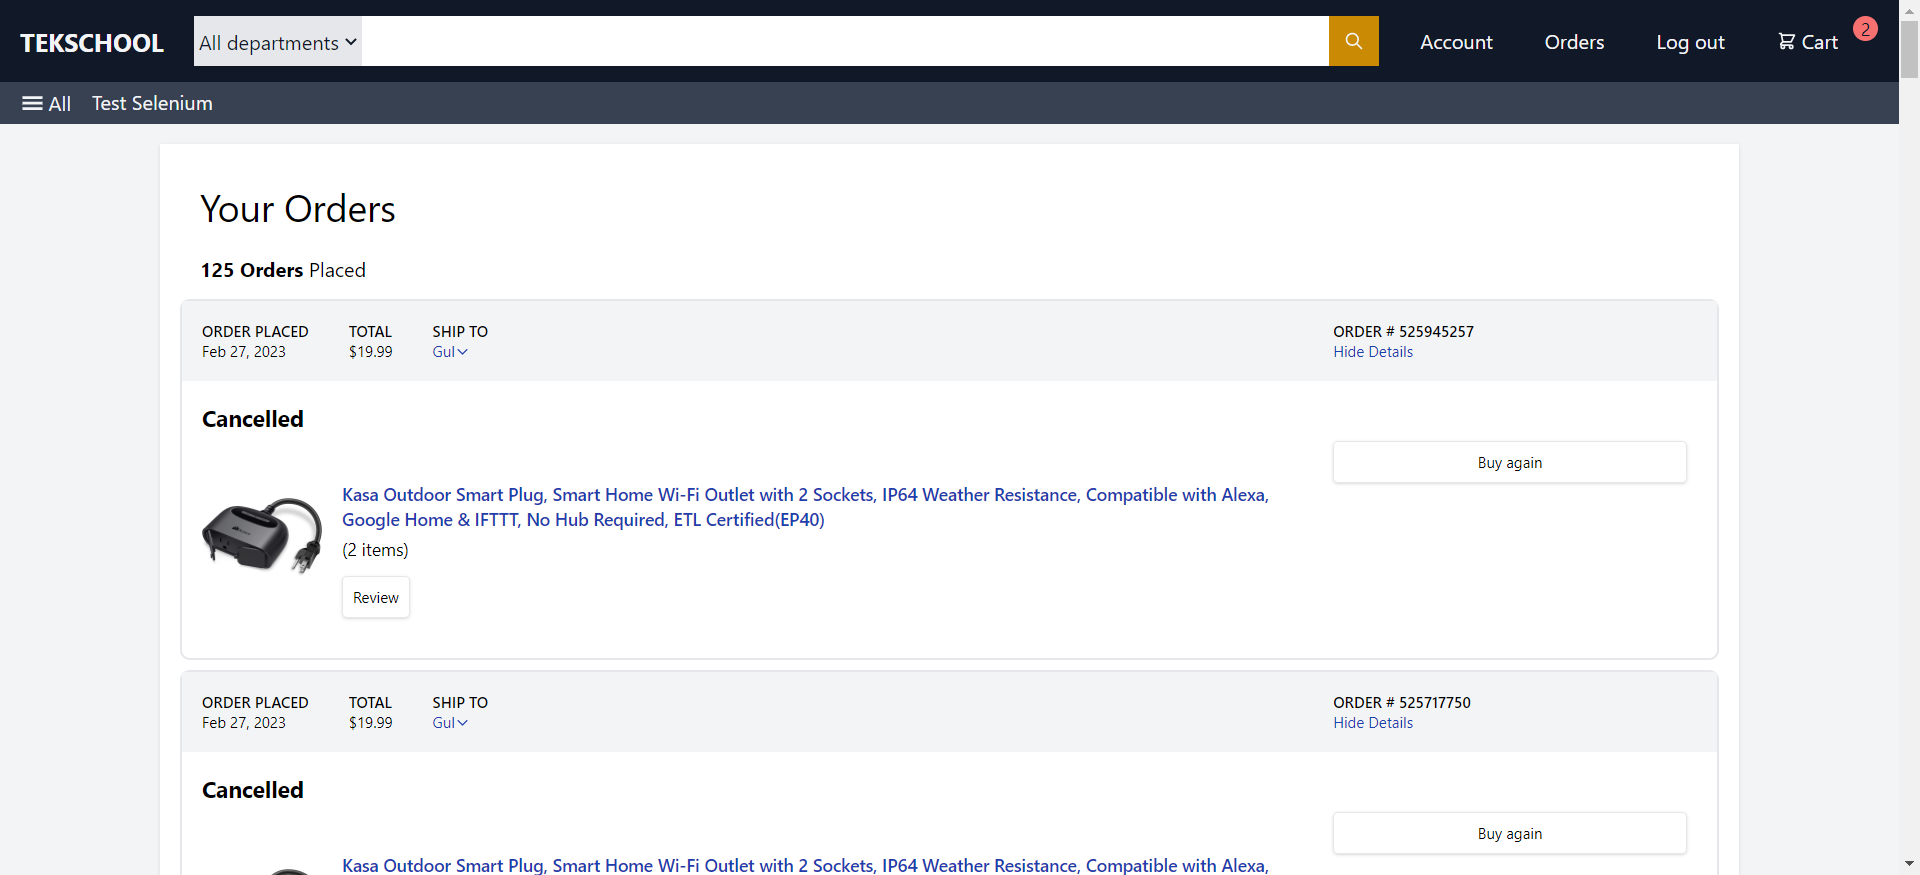 TEKSCHOOL
All departments
Account
Orders
Log out
Cart
2
All
Test Selenium
Your Orders
125 Orders Placed
ORDER PLACED
Feb 27, 2023
TOTAL
$19.99
SHIP TO
Gul
ORDER # 525945257
Hide Details
Cancelled
Buy again
Kasa Outdoor Smart Plug, Smart Home Wi-Fi Outlet with 2 Sockets, IP64 Weather Resistance, Compatible with Alexa,
Google Home & IFTTT, No Hub Required, ETL Certified(EP40)
(2 items)
Review
ORDER PLACED
Feb 27, 2023
TOTAL
$19.99
SHIP TO
Gul
ORDER # 525717750
Hide Details
Cancelled
Buy again
Kasa Outdoor Smart Plug, Smart Home Wi-Fi Outlet with 2 Sockets, IP64 Weather Resistance, Compatible with Alexa,